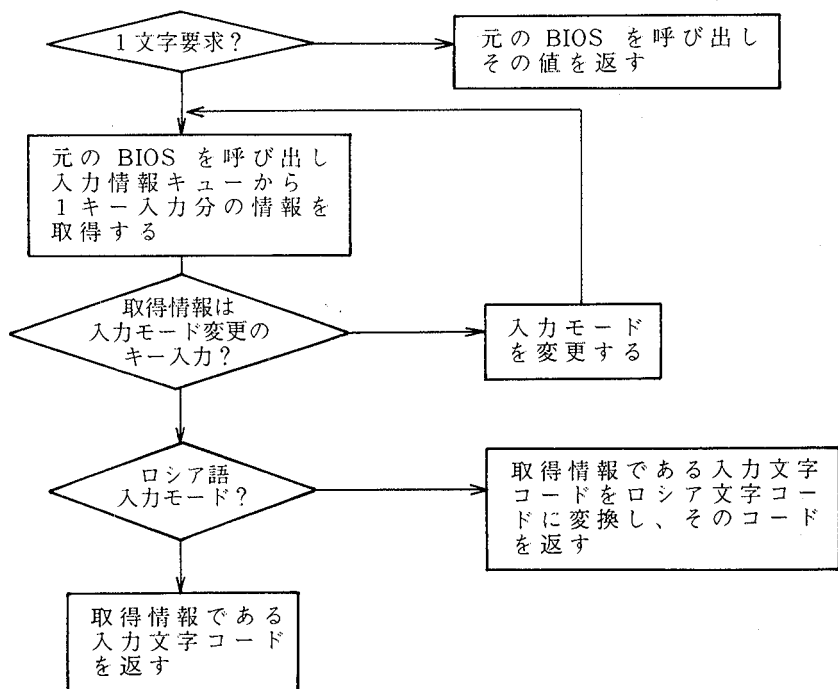 1文字要求?
元の BIOS を呼び出し
その値を返す
元の BIOS を呼び出し
入力情報キューから
1キー入力分の情報を
取得する
取得情報は
入力モード変更の
キー入力?
入力モード
を変更する
ロシア語
入力モード?
取得情報である入力文字
コードをロシア文字コー
ドに変換し、そのコード
を返す
取得情報である
入力文字コード
を返す